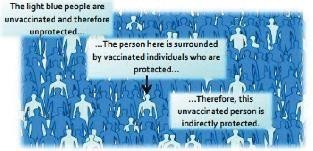 The light blue people are
unvaccinated and therefore
unprotected...
...The person here is surrounded
by vaccinated individuals who are
protected...
...Therefore, this
unvaccinated person is
indirectly protected.